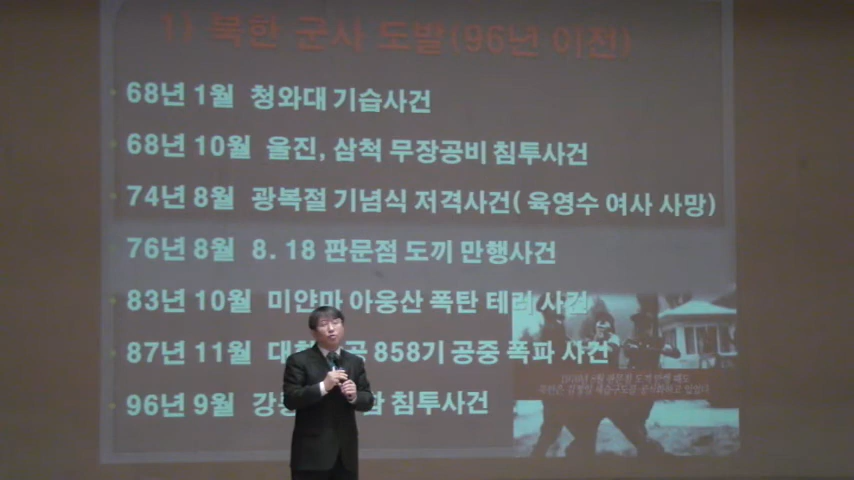 1) 북한 군사 도발(96년 이전)
68년 1월 청와대 기습사건
68년 10월 울진, 삼척 무장공비 침투사건
74년 8월 광복절 기념식 저격사건( 육영수 여사 사망)
76년 8월 8. 18 판문점 도끼 만행사건
83년 10월 미얀마 아웅산 폭탄 테러 사건
87년 11월 858기 공중 폭파 사건
96년 9월 침투사건